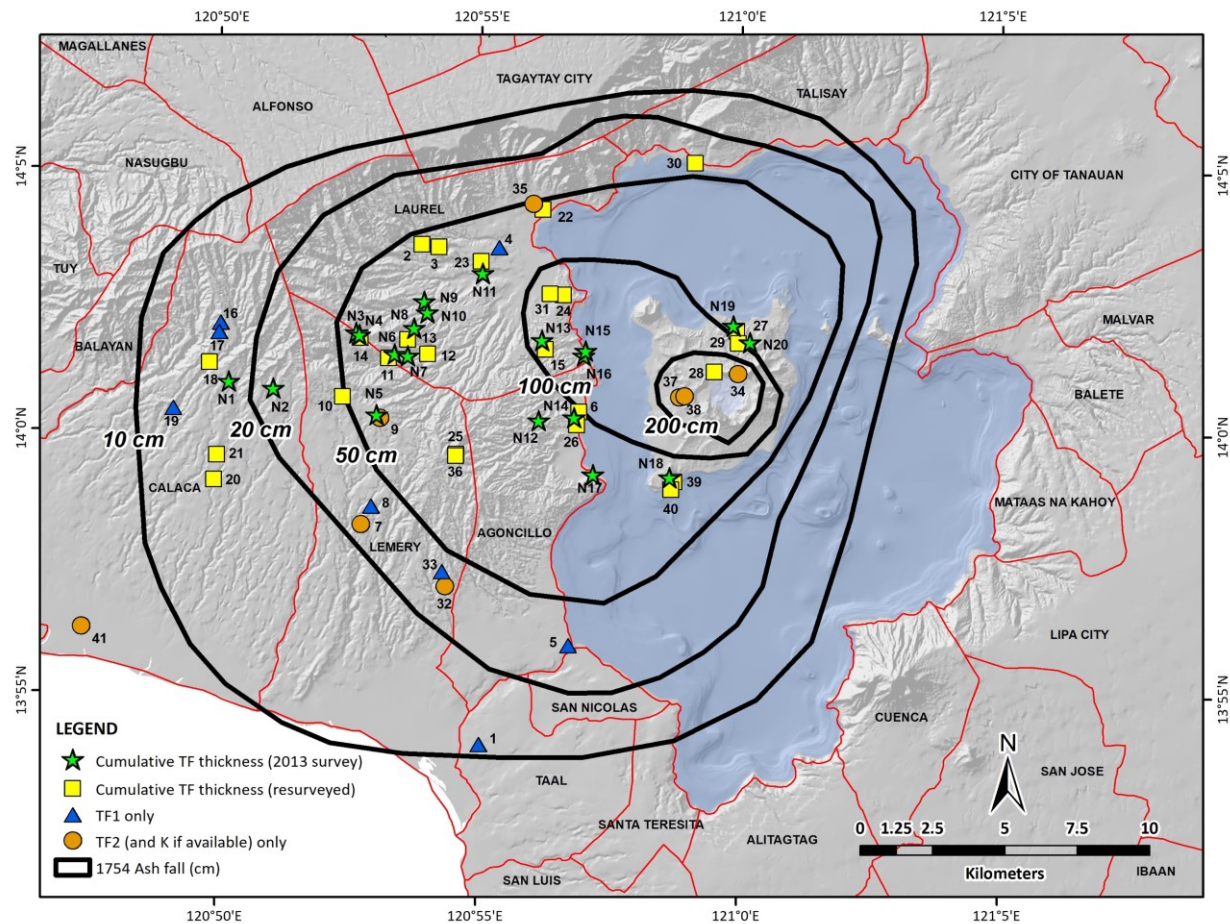 120°50'E
120°55'E
121°0'E
121°5'E
MAGALLANES
TAGAYTAY CITY
TALISAY
ALFONSO
NASUGBU
14°5'N
14°5'N
30
CITY OF TANAUAN
35
LAUREL
22
4
2
3
23
TUY
N11
N9
31
24
N10
16
N3
N4
N8
N19
MALVAR
N13
N15
27
BALAYAN
17
N6
13
29
N20
14
12
15
11
N7
N16
18
28
N1
100 cm
37
34
N2
N5
10
38
19
N14
6
10 cm
20 cm
9
200 cm
N12
14°0'N
14°0'N
25
26
50 cm
21
36
N18
N17
39
CALACA
20
40
MATAAS NA KAHOY
8
BALETE
7
AGONCILLO
LEMERY
33
32
41
LIPA CITY
5
13°55'N
13°55'N
SAN NICOLAS
CUENCA
LEGEND
1
N
Cumulative TF thickness (2013 survey)
SAN JOSE
TAAL
Cumulative TF thickness (resurveyed)
TF1 only
SANTA TERESITA
0 1.25 2.5 5 7.5 10
TF2 (and K if available) only
ALITAGTAG
1754 Ash fall (cm)
Kilometers
IBAAN
SAN LUIS
120°50'E
120°55'E
121°0'E
121°5'E